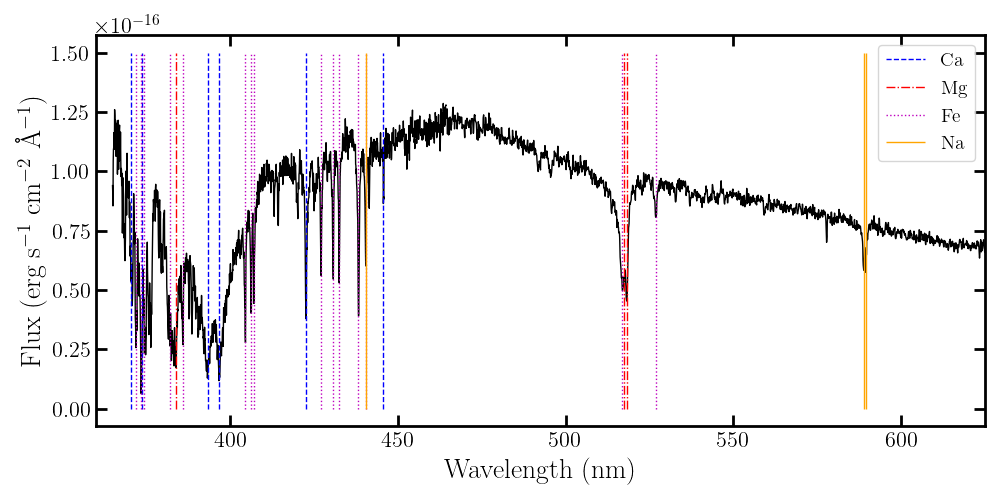 ×10⁻¹⁶
1.50
1.25
1.00
0.75
0.50
0.25
0.00
Flux (erg s⁻¹ cm⁻² Å⁻¹)
400
450
500
550
600
Wavelength (nm)
Ca
Mg
Fe
Na